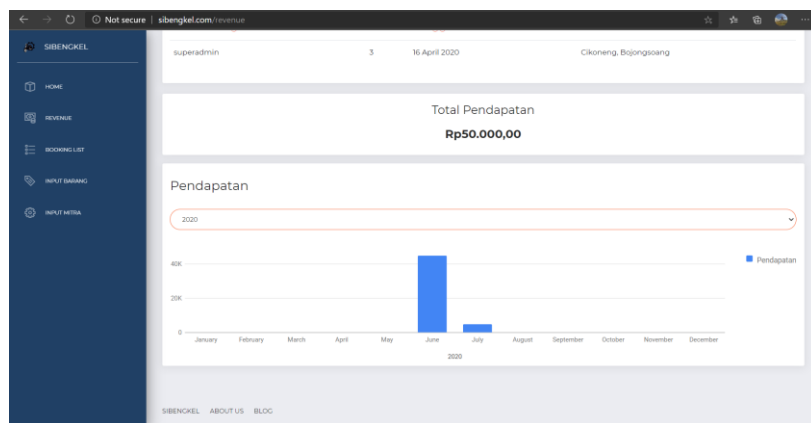 Not secure | sibengkel.com/revenue
SIBENGKEL
HOME
REVENUE
BOOKING LIST
INPUT BARANG
INPUT MITRA
superadmin 3 16 April 2020 Cikoneng, Bojongsoang
Total Pendapatan
Rp50.000,00
Pendapatan
2020
40K
20K
0
Pendapatan
January February March April May June July August September October November December
2020
SIBENGKEL ABOUT US BLOG